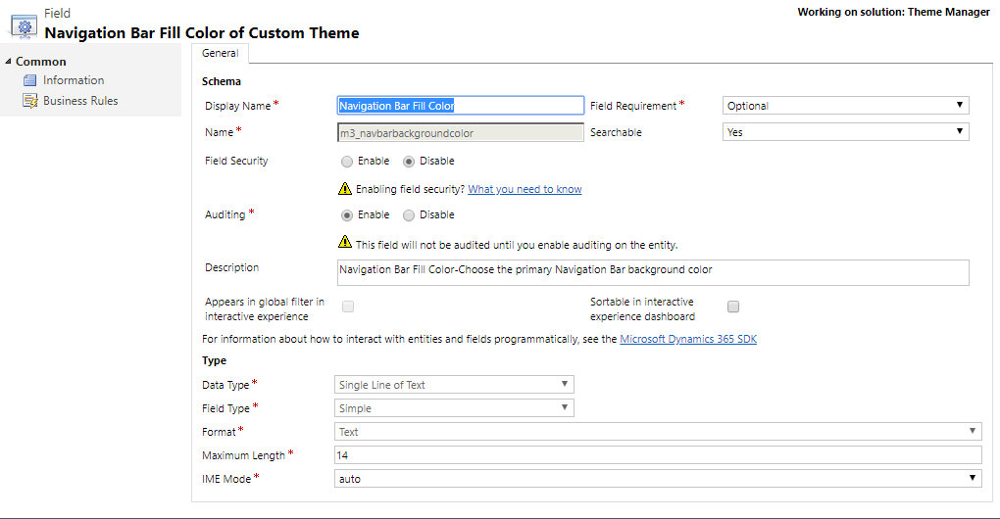 Field
Working on solution: Theme Manager
Navigation Bar Fill Color of Custom Theme
Common
Information
Business Rules
General
Schema
Display Name* Navigation Bar Fill Color Field Requirement* Optional
Name* m3_navbarbackgroundcolor Searchable Yes
Field Security Enable Disable
Enabling field security? What you need to know
Auditing* Enable Disable
This field will not be audited until you enable auditing on the entity.
Description Navigation Bar Fill Color-Choose the primary Navigation Bar background color
Appears in global filter in
interactive experience
Sortable in interactive
experience dashboard
For information about how to interact with entities and fields programmatically, see the Microsoft Dynamics 365 SDK
Type
Data Type* Single Line of Text
Field Type* Simple
Format* Text
Maximum Length* 14
IME Mode* auto